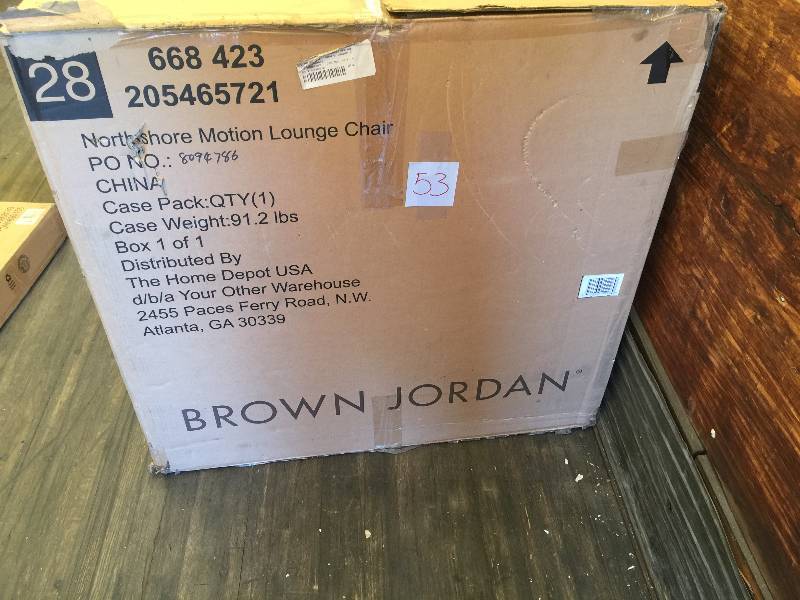 28
668 423
205465721
Northshore Motion Lounge Chair
PO NO.: 8094786
CHINA
53
Case Pack:QTY(1)
Case Weight:91.2 lbs
Box 1 of 1
Distributed By
The Home Depot USA
d/b/a Your Other Warehouse
2455 Paces Ferry Road, N.W.
Atlanta, GA 30339
BROWN JORDAN®